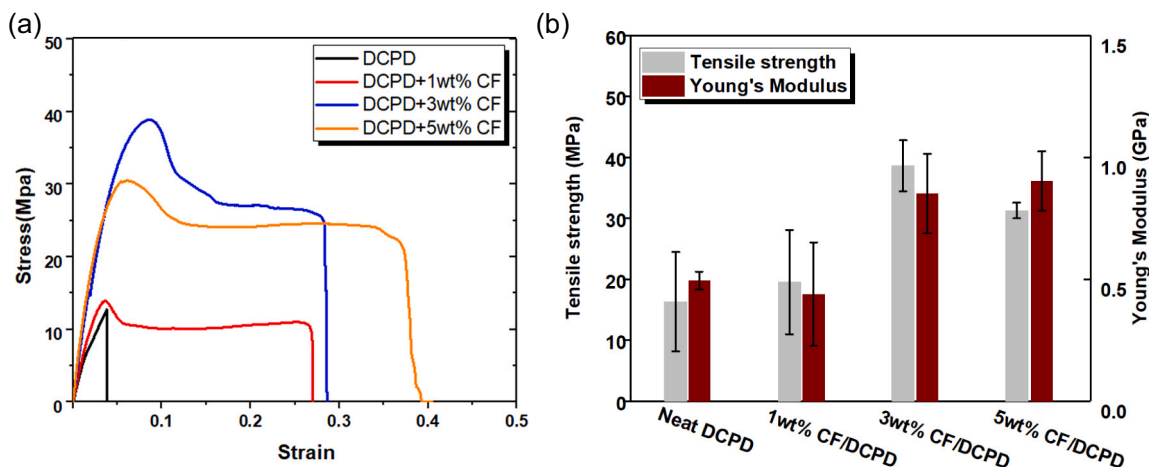 (a)
50
40
30
20
10
0
Stress(Mpa)
DCPD
DCPD+1wt% CF
DCPD+3wt% CF
DCPD+5wt% CF
0.1
0.2
0.3
0.4
0.5
Strain
(b)
60
50
40
30
20
10
0
Tensile strength (MPa)
Tensile strength
Young's Modulus
1.5
1.0
0.5
0.0
Young's Modulus (GPa)
Neat DCPD
1wt% CF/DCPD
3wt% CF/DCPD
5wt% CF/DCPD